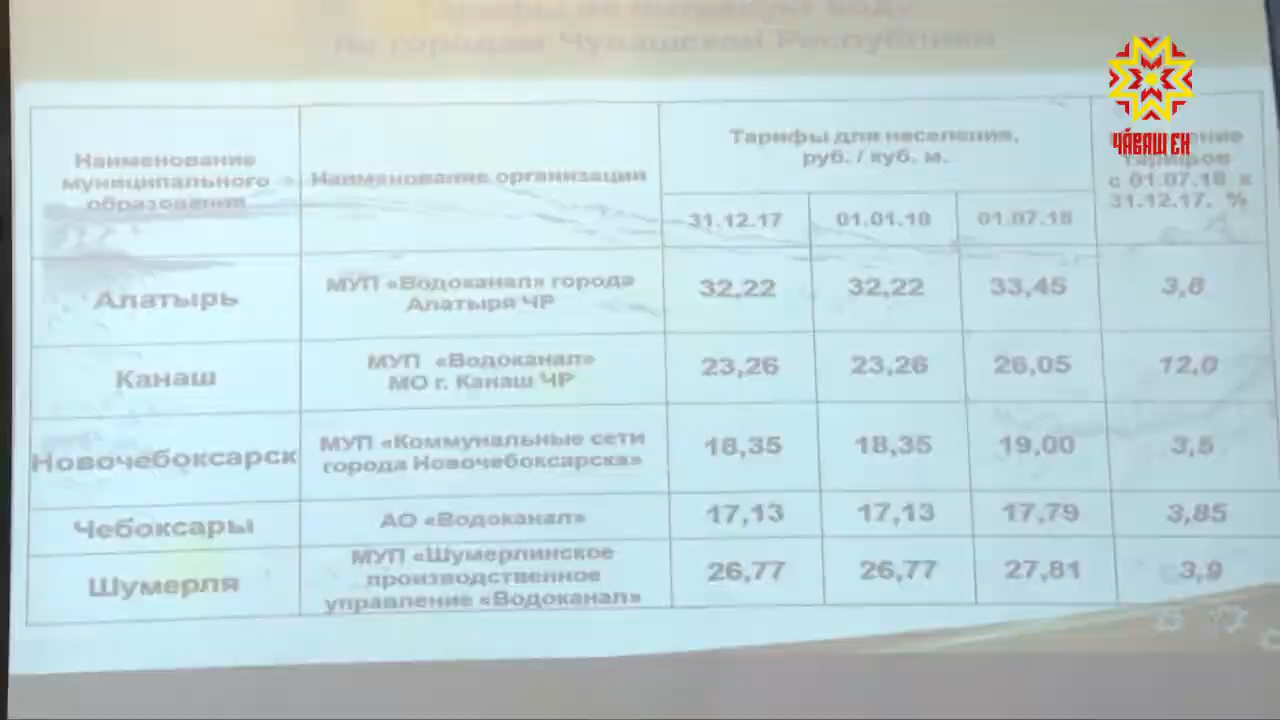 Тарифы на питьевую воду
по городам Чувашской Республики
ЧӐВАШ ЕН
Наименование
муниципального
образования
Наименование организации
Тарифы для населения,
руб. / куб. м.
тарифов
с 01.07.18 к
31.12.17, %
31.12.17
01.01.18
01.07.18
Алатырь
МУП «Водоканал» города
Алатыря ЧР
32,22
32,22
33,45
3,8
Канаш
МУП «Водоканал»
МО г. Канаш ЧР
23,26
23,26
26,05
12,0
Новочебоксарск
МУП «Коммунальные сети
города Новочебоксарска»
18,35
18,35
19,00
3,5
Чебоксары
АО «Водоканал»
17,13
17,13
17,79
3,85
Шумерля
МУП «Шумерлинское
производственное
управление «Водоканал»
26,77
26,77
27,81
3,9